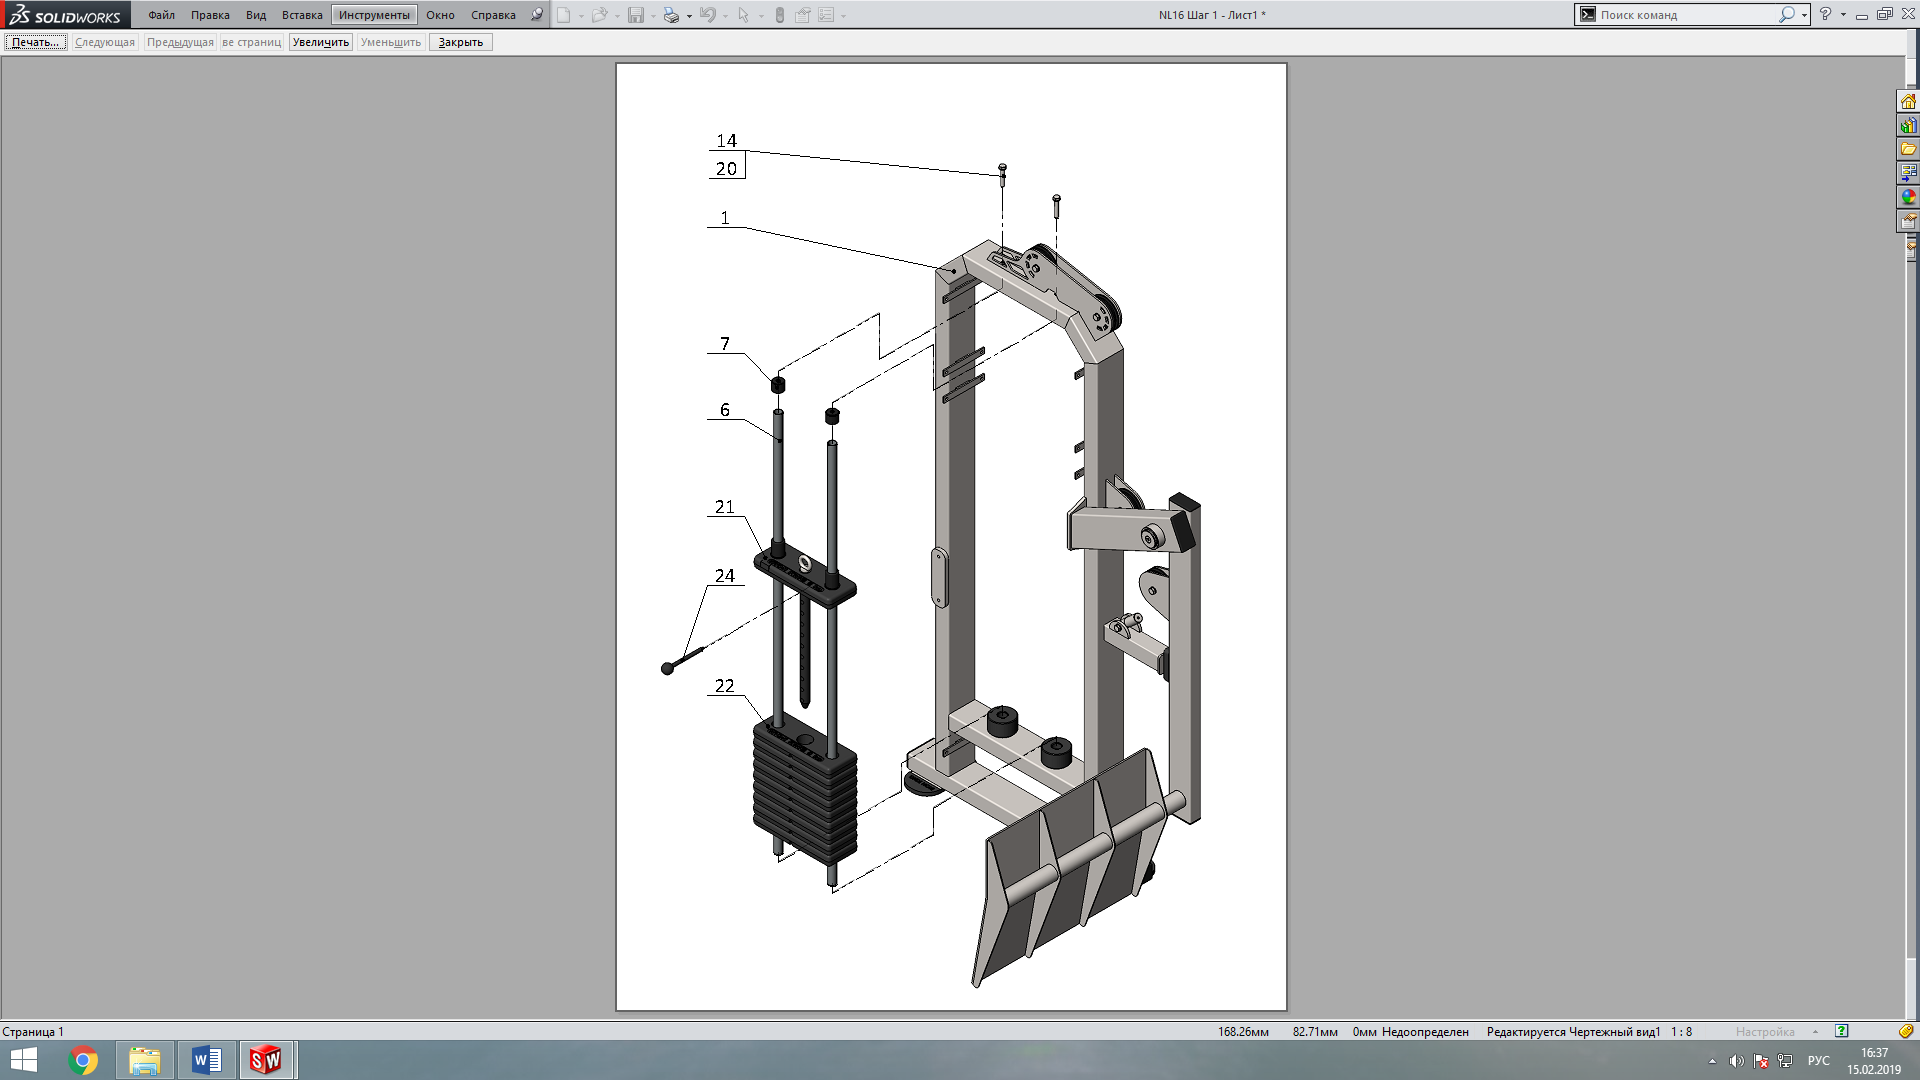 SOLIDWORKS Файл Правка Вид Вставка Инструменты Окно Справка NL16 Шаг 1 - Лист1 * Поиск команд ?
Печать... Следующая Предыдущая ве страниц Увеличить Уменьшить Закрыть
14
20
1
7
6
21
24
22
Страница 1 168.26мм 82.71мм 0мм Недоопределен Редактируется Чертежный вид1 1 : 8 Настройка ?
РУС 16:37
15.02.2019